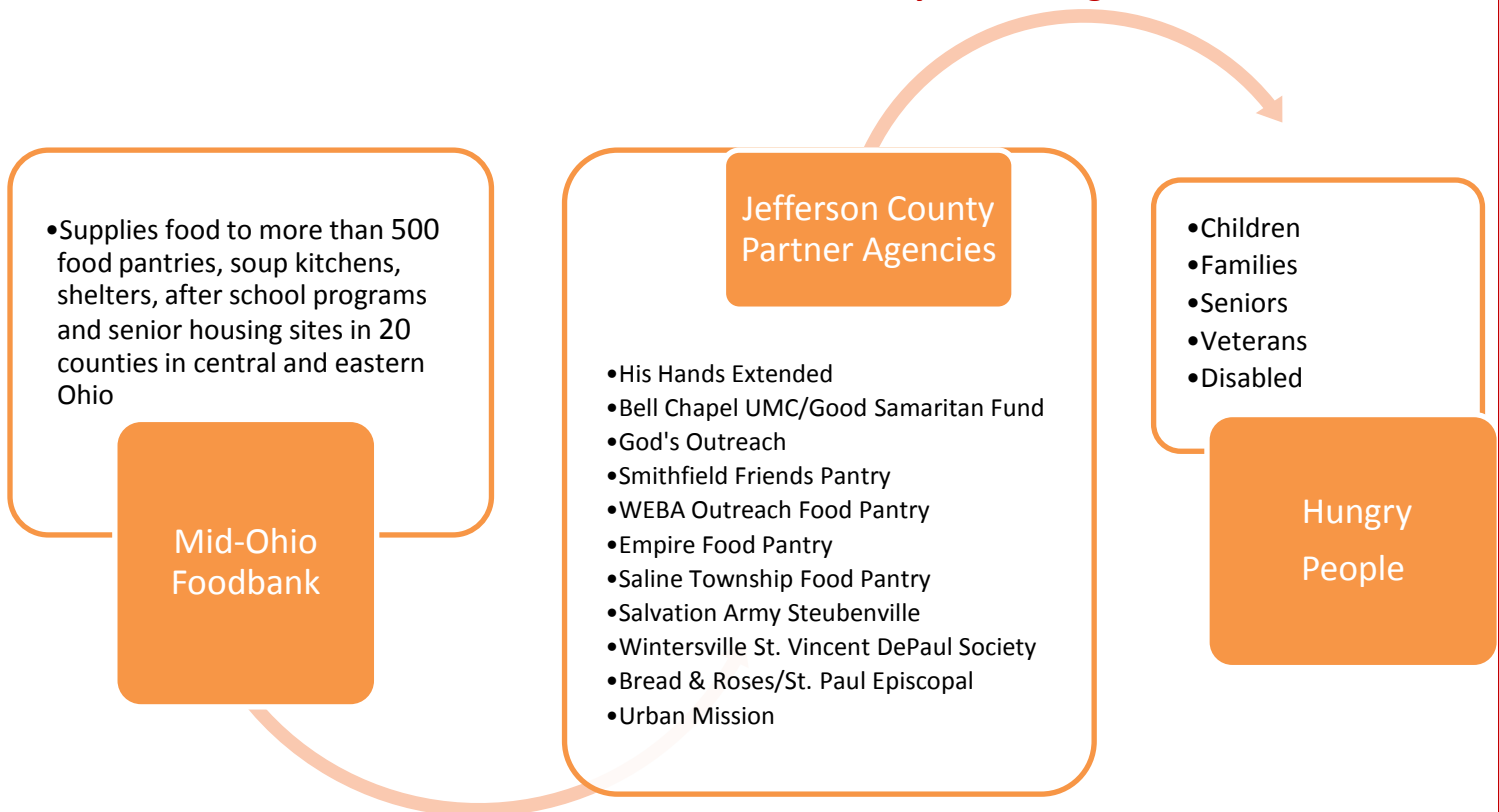 •Supplies food to more than 500
food pantries, soup kitchens,
shelters, after school programs
and senior housing sites in 20
counties in central and eastern
Ohio
Mid-Ohio
Foodbank
Jefferson County
Partner Agencies
•His Hands Extended
•Bell Chapel UMC/Good Samaritan Fund
•God's Outreach
•Smithfield Friends Pantry
•WEBA Outreach Food Pantry
•Empire Food Pantry
•Saline Township Food Pantry
•Salvation Army Steubenville
•Wintersville St. Vincent DePaul Society
•Bread & Roses/St. Paul Episcopal
•Urban Mission
•Children
•Families
•Seniors
•Veterans
•Disabled
Hungry
People